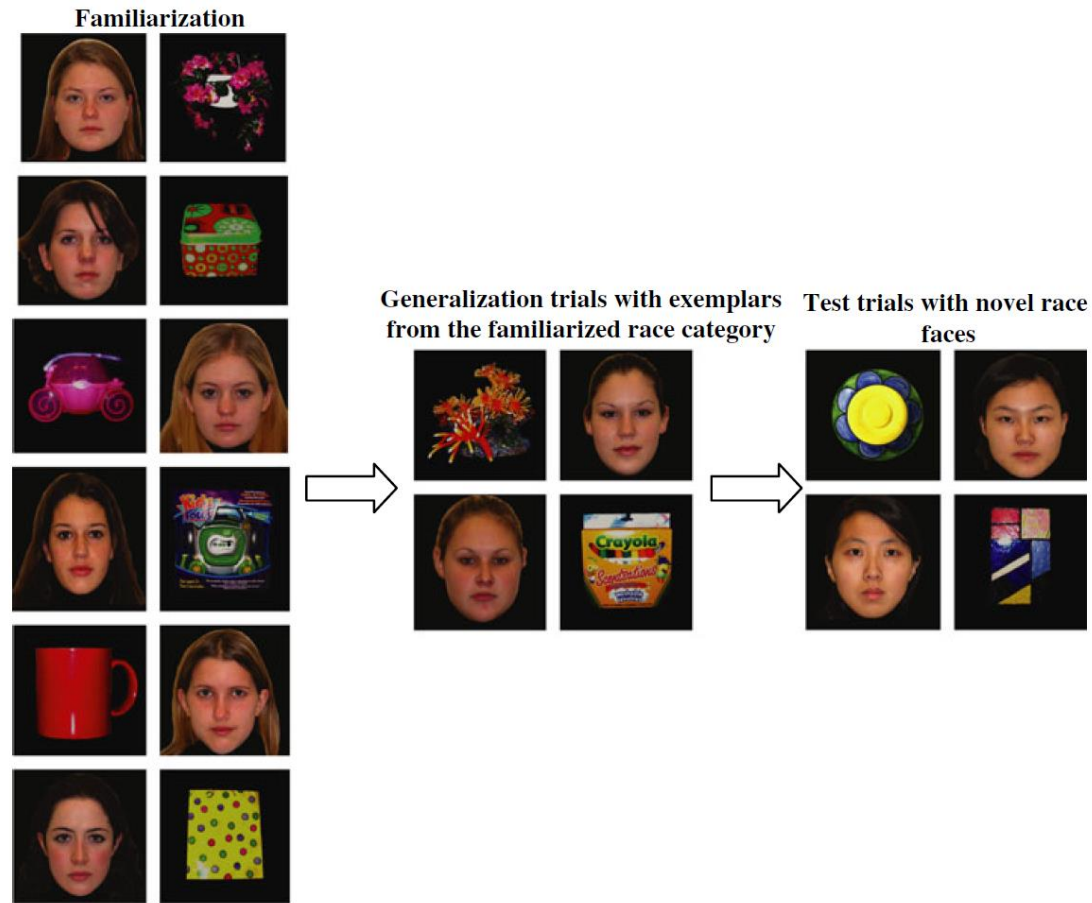 Familiarization
Generalization trials with exemplars
from the familiarized race category
Test trials with novel race
faces
Crayola